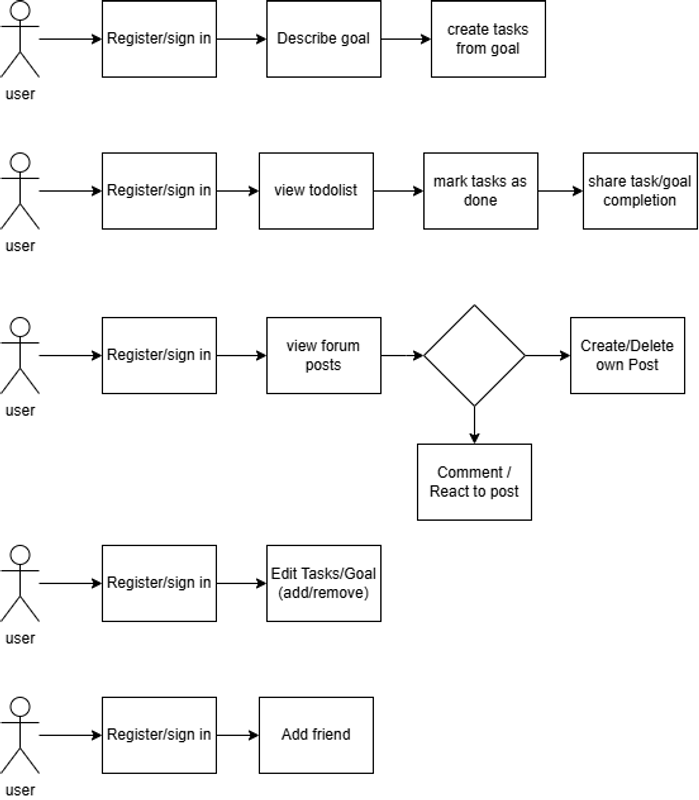 Register/sign in
Describe goal
create tasks
from goal
user
Register/sign in
view todolist
mark tasks as
done
share task/goal
completion
user
Register/sign in
view forum
posts
Create/Delete
own Post
user
Comment /
React to post
Register/sign in
Edit Tasks/Goal
(add/remove)
user
Register/sign in
Add friend
user